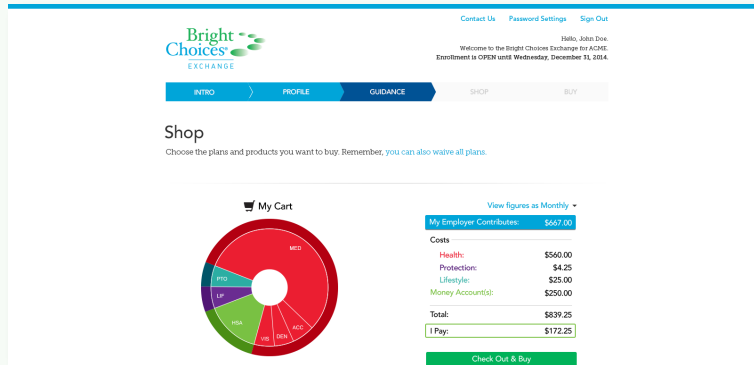 Contact Us Password Settings Sign Out
Bright
Choices®
EXCHANGE
Hello, John Doe.
Welcome to the Bright Choices Exchange for ACME.
Enrollment is OPEN until Wednesday, December 31, 2014.
INTRO PROFILE GUIDANCE SHOP BUY
Shop
Choose the plans and products you want to buy. Remember, you can also waive all plans.
My Cart
MED
PTO
LIF
HSA
VIS
DEN
ACC
View figures as Monthly
My Employer Contributes: $667.00
Costs
Health: $560.00
Protection: $4.25
Lifestyle: $25.00
Money Account(s): $250.00
Total: $839.25
I Pay: $172.25
Check Out & Buy